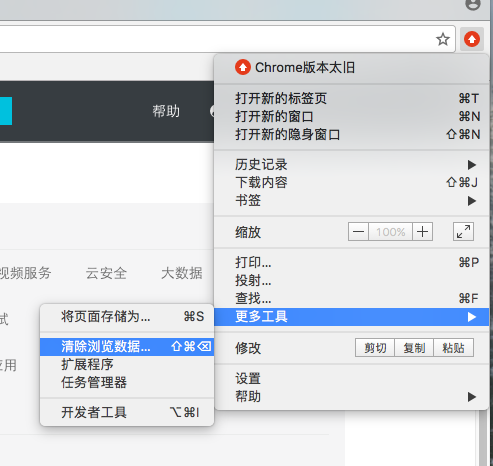 Chrome版本太旧
打开新的标签页 ⌘T
打开新的窗口 ⌘N
帮助
打开新的隐身窗口 ⇧⌘N
历史记录 ▶
下载内容 ⇧⌘J
书签 ▶
缩放 — 100% + 
视频服务 云安全 大数据
打印... ⌘P
投射...
查找... ⌘F
更多工具 ▶
将页面存储为... ⌘S
试
清除浏览数据... ⇧⌘⌫
修改 剪切 复制 粘贴
扩展程序
应用
任务管理器
设置
帮助 ▶
开发者工具 ⌥⌘I